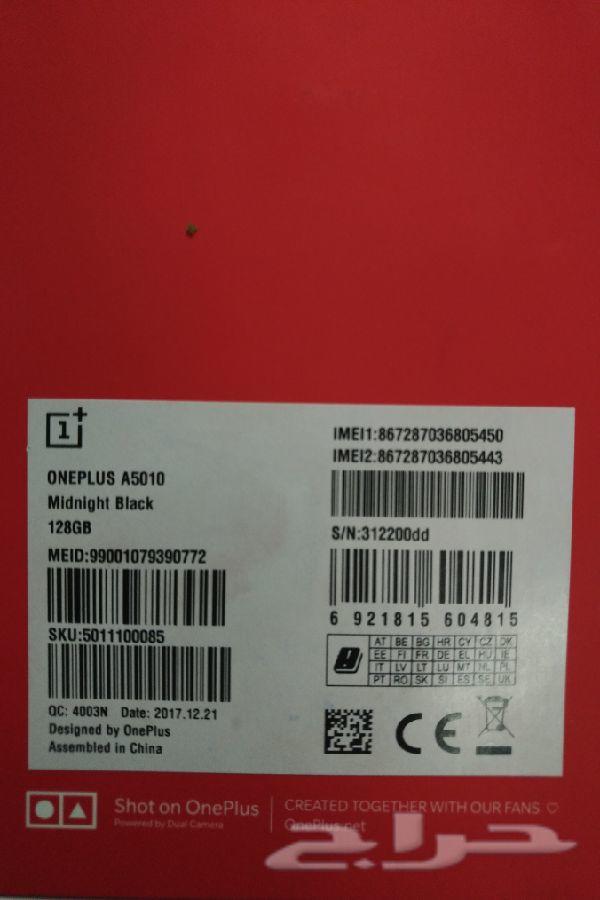 1+
ONEPLUS A5010
Midnight Black
128GB
MEID:99001079390772
SKU:5011100085
QC: 4003N Date: 2017.12.21
Designed by OnePlus
Assembled in China
IMEI1:867287036805450
IMEI2:867287036805443
S/N:312200dd
6 921815 604815
AT BE BG HR CY CZ DK
EE FI FR DE EL HU IE
IT LV LT LU MT NL PL
PT RO SK SI ES SE UK
CE
Shot on OnePlus
Powered by Dual Camera
CREATED TOGETHER WITH OUR FANS ♡
OnePlus.net
حراج